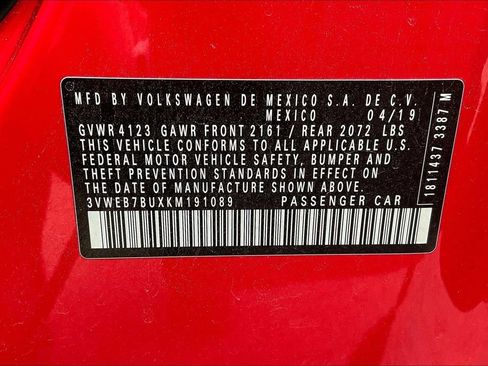 MFD BY VOLKSWAGEN DE MEXICO S.A. DE C.V.
MEXICO 04/19
GVWR 4123 GAWR FRONT 2161 / REAR 2072 LBS
THIS VEHICLE CONFORMS TO ALL APPLICABLE U.S.
FEDERAL MOTOR VEHICLE SAFETY, BUMPER AND
THEFT PREVENTION STANDARDS IN EFFECT ON THE
DATE OF MANUFACTURE SHOWN ABOVE
3VWEB7BUXKM191089 PASSENGER CAR
1811437 3387 M